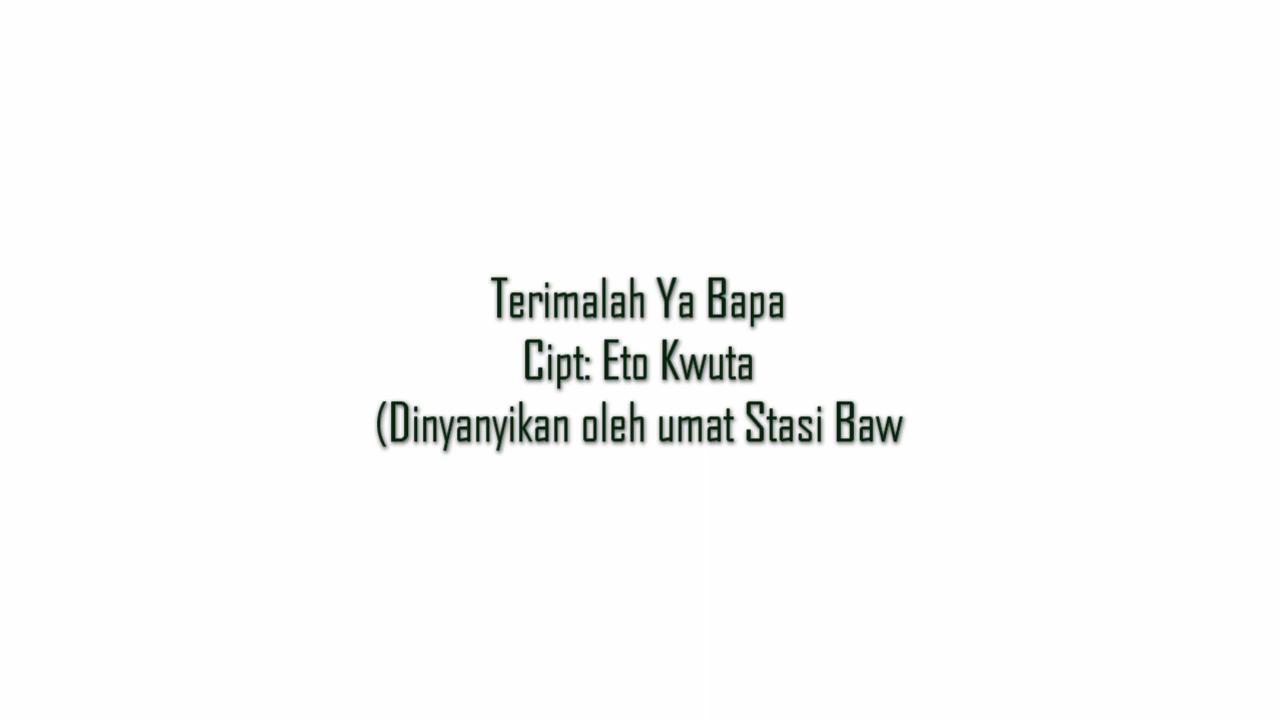 Terimalah Ya Bapa
Cipt: Eto Kwuta
(Dinyanyikan oleh umat Stasi Baw